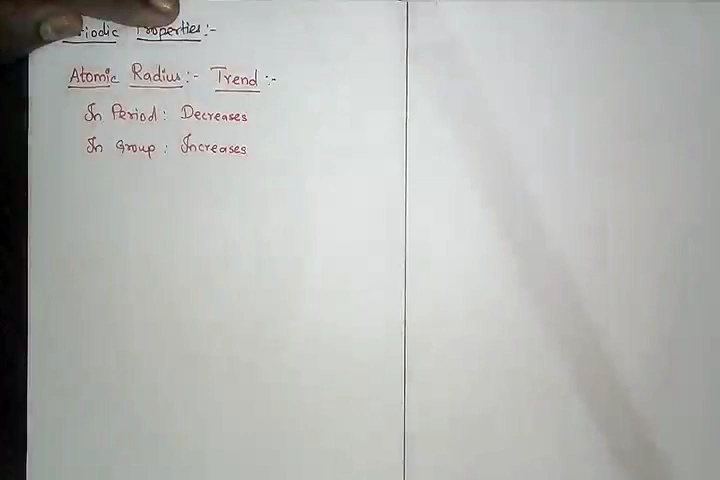 Properties:-
Atomic Radius:- Trend:-
In Period: Decreases
In Group: Increases